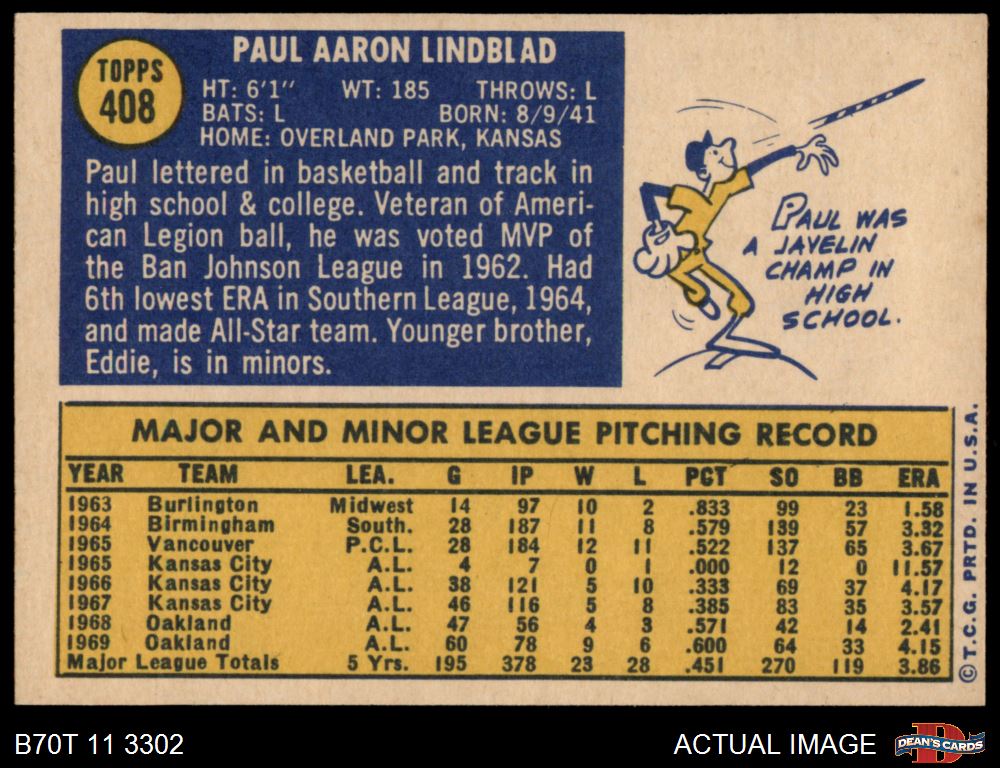 TOPPS
408
PAUL AARON LINDBLAD
HT: 6'1" WT: 185 THROWS: L
BATS: L BORN: 8/9/41
HOME: OVERLAND PARK, KANSAS
Paul lettered in basketball and track in
high school & college. Veteran of Ameri-
can Legion ball, he was voted MVP of
the Ban Johnson League in 1962. Had
6th lowest ERA in Southern League, 1964,
and made All-Star team. Younger brother,
Eddie, is in minors.
PAUL WAS
A JAVELIN
CHAMP IN
HIGH
SCHOOL.
MAJOR AND MINOR LEAGUE PITCHING RECORD
YEAR TEAM LEA. G IP W L PCT SO BB ERA
1963 Burlington Midwest 14 97 10 2 .833 99 23 1.58
1964 Birmingham South. 28 187 11 8 .579 139 57 3.32
1965 Vancouver P.C.L. 28 184 12 11 .522 137 65 3.67
1965 Kansas City A.L. 4 7 0 1 .000 12 0 11.57
1966 Kansas City A.L. 38 121 5 10 .333 69 37 4.17
1967 Kansas City A.L. 46 116 5 8 .385 83 35 3.57
1968 Oakland A.L. 47 56 4 3 .571 42 14 2.41
1969 Oakland A.L. 60 78 9 6 .600 64 33 4.15
Major League Totals 5 Yrs. 195 378 23 28 .451 270 119 3.86
©T.C.G. PRTD. IN U.S.A.
B70T 11 3302
ACTUAL IMAGE
D
DEAN'S CARDS